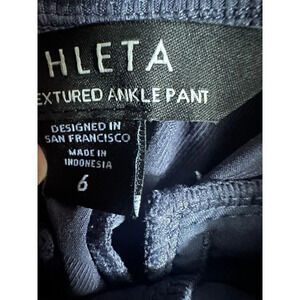 HLETA
EXTURED ANKLE PANT
DESIGNED IN
SAN FRANCISCO
MADE IN
INDONESIA
6